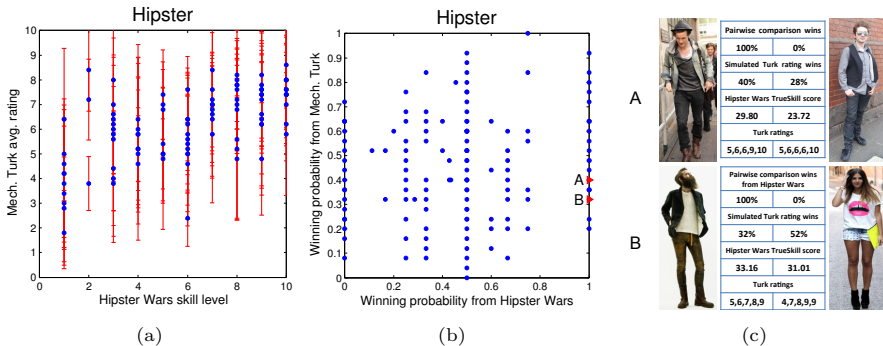 Hipster
Mech. Turk avg. rating
10
9
8
7
6
5
4
3
2
1
0
0 2 4 6 8 10
Hipster Wars skill level
(a)
Hipster
Winning probability from Mech. Turk
1
0.9
0.8
0.7
0.6
0.5
0.4
0.3
0.2
0.1
0
A
B
0 0.2 0.4 0.6 0.8 1
Winning probability from Hipster Wars
(b)
A
Pairwise comparison wins
100% 0%
Simulated Turk rating wins
40% 28%
Hipster Wars TrueSkill score
29.80 23.72
Turk ratings
5,6,6,9,10 5,6,6,6,10
B
Pairwise comparison wins
from Hipster Wars
100% 0%
Simulated Turk rating wins
32% 52%
Hipster Wars TrueSkill score
33.16 31.01
Turk ratings
5,6,7,8,9 4,7,8,9,9
(c)